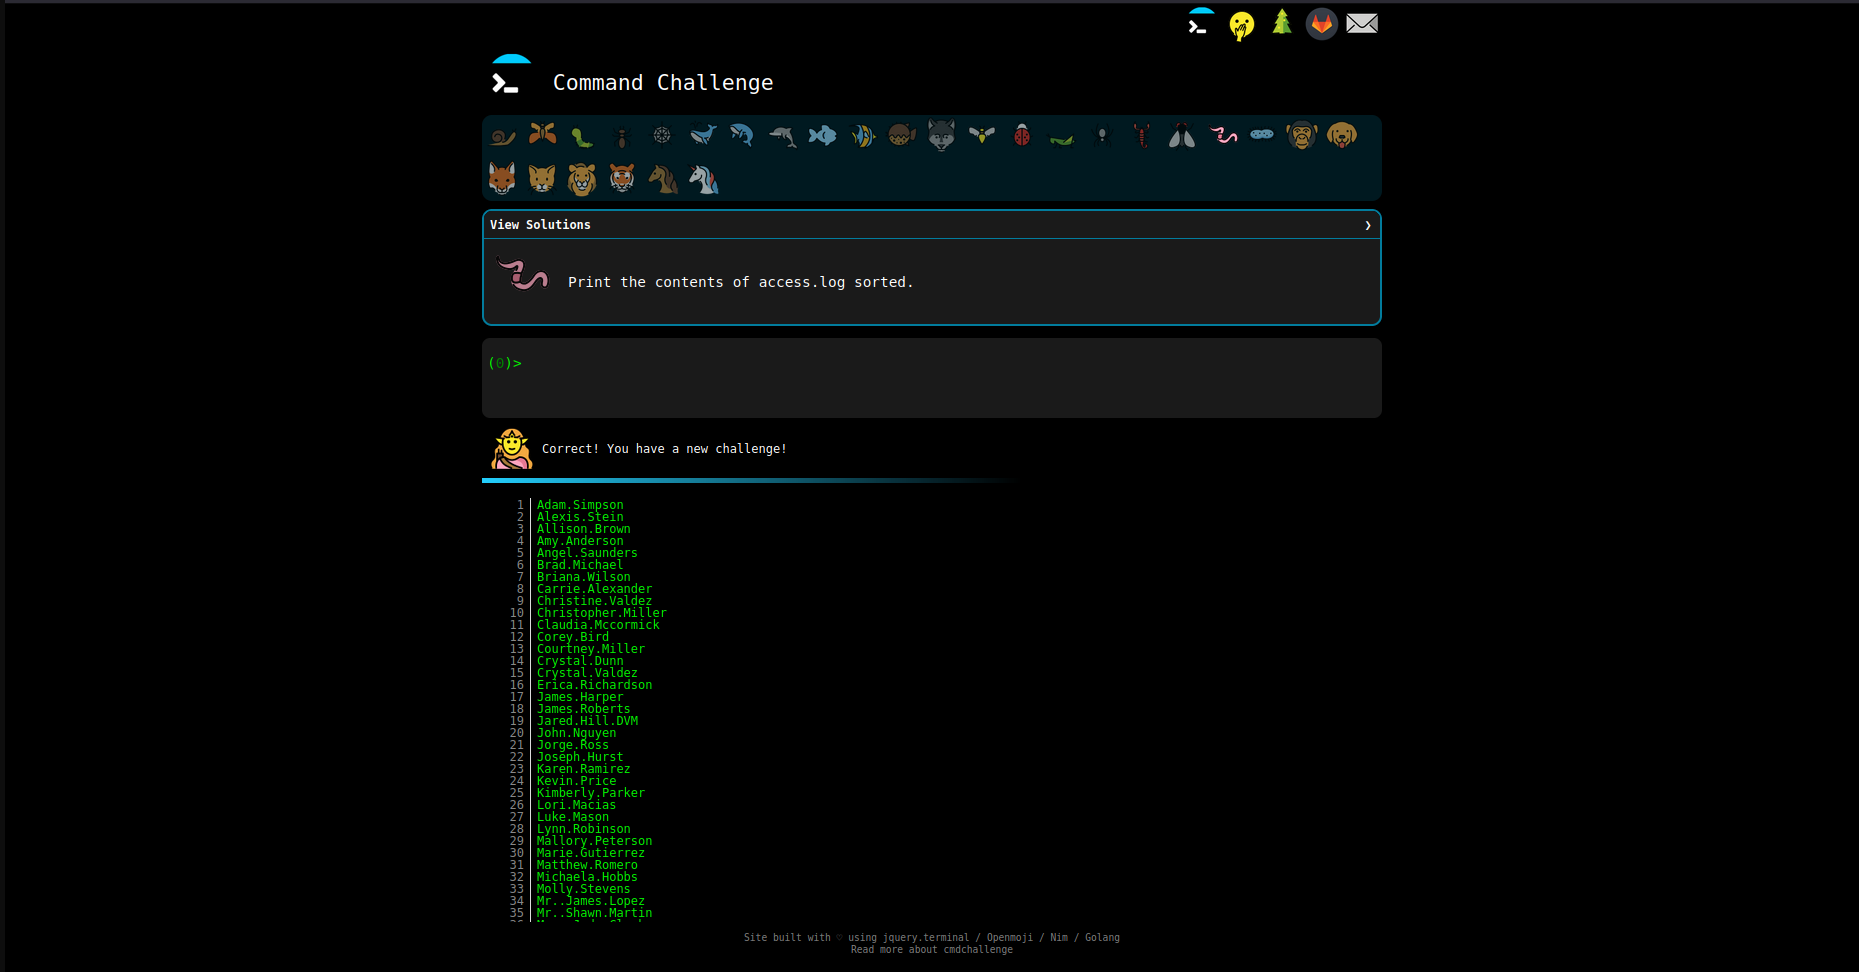 Command Challenge
View Solutions ❯
Print the contents of access.log sorted.
(0)>
Correct! You have a new challenge!
1 Adam.Simpson
2 Alexis.Stein
3 Allison.Brown
4 Amy.Anderson
5 Angel.Saunders
6 Brad.Michael
7 Briana.Wilson
8 Carrie.Alexander
9 Christine.Valdez
10 Christopher.Miller
11 Claudia.Mccormick
12 Corey.Bird
13 Courtney.Miller
14 Crystal.Dunn
15 Crystal.Valdez
16 Erica.Richardson
17 James.Harper
18 James.Roberts
19 Jared.Hill.DVM
20 John.Nguyen
21 Jorge.Ross
22 Joseph.Hurst
23 Karen.Ramirez
24 Kevin.Price
25 Kimberly.Parker
26 Lori.Macias
27 Luke.Mason
28 Lynn.Robinson
29 Mallory.Peterson
30 Marie.Gutierrez
31 Matthew.Romero
32 Michaela.Hobbs
33 Molly.Stevens
34 Mr..James.Lopez
35 Mr..Shawn.Martin
Site built with ♡ using jquery.terminal / Openmoji / Nim / Golang
Read more about cmdchallenge